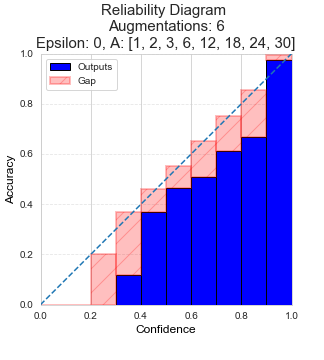 Reliability Diagram
Augmentations: 6
Epsilon: 0, A: [1, 2, 3, 6, 12, 18, 24, 30]
1.0
0.8
0.6
0.4
0.2
0.0
Accuracy
Outputs
Gap
0.0 0.2 0.4 0.6 0.8 1.0
Confidence